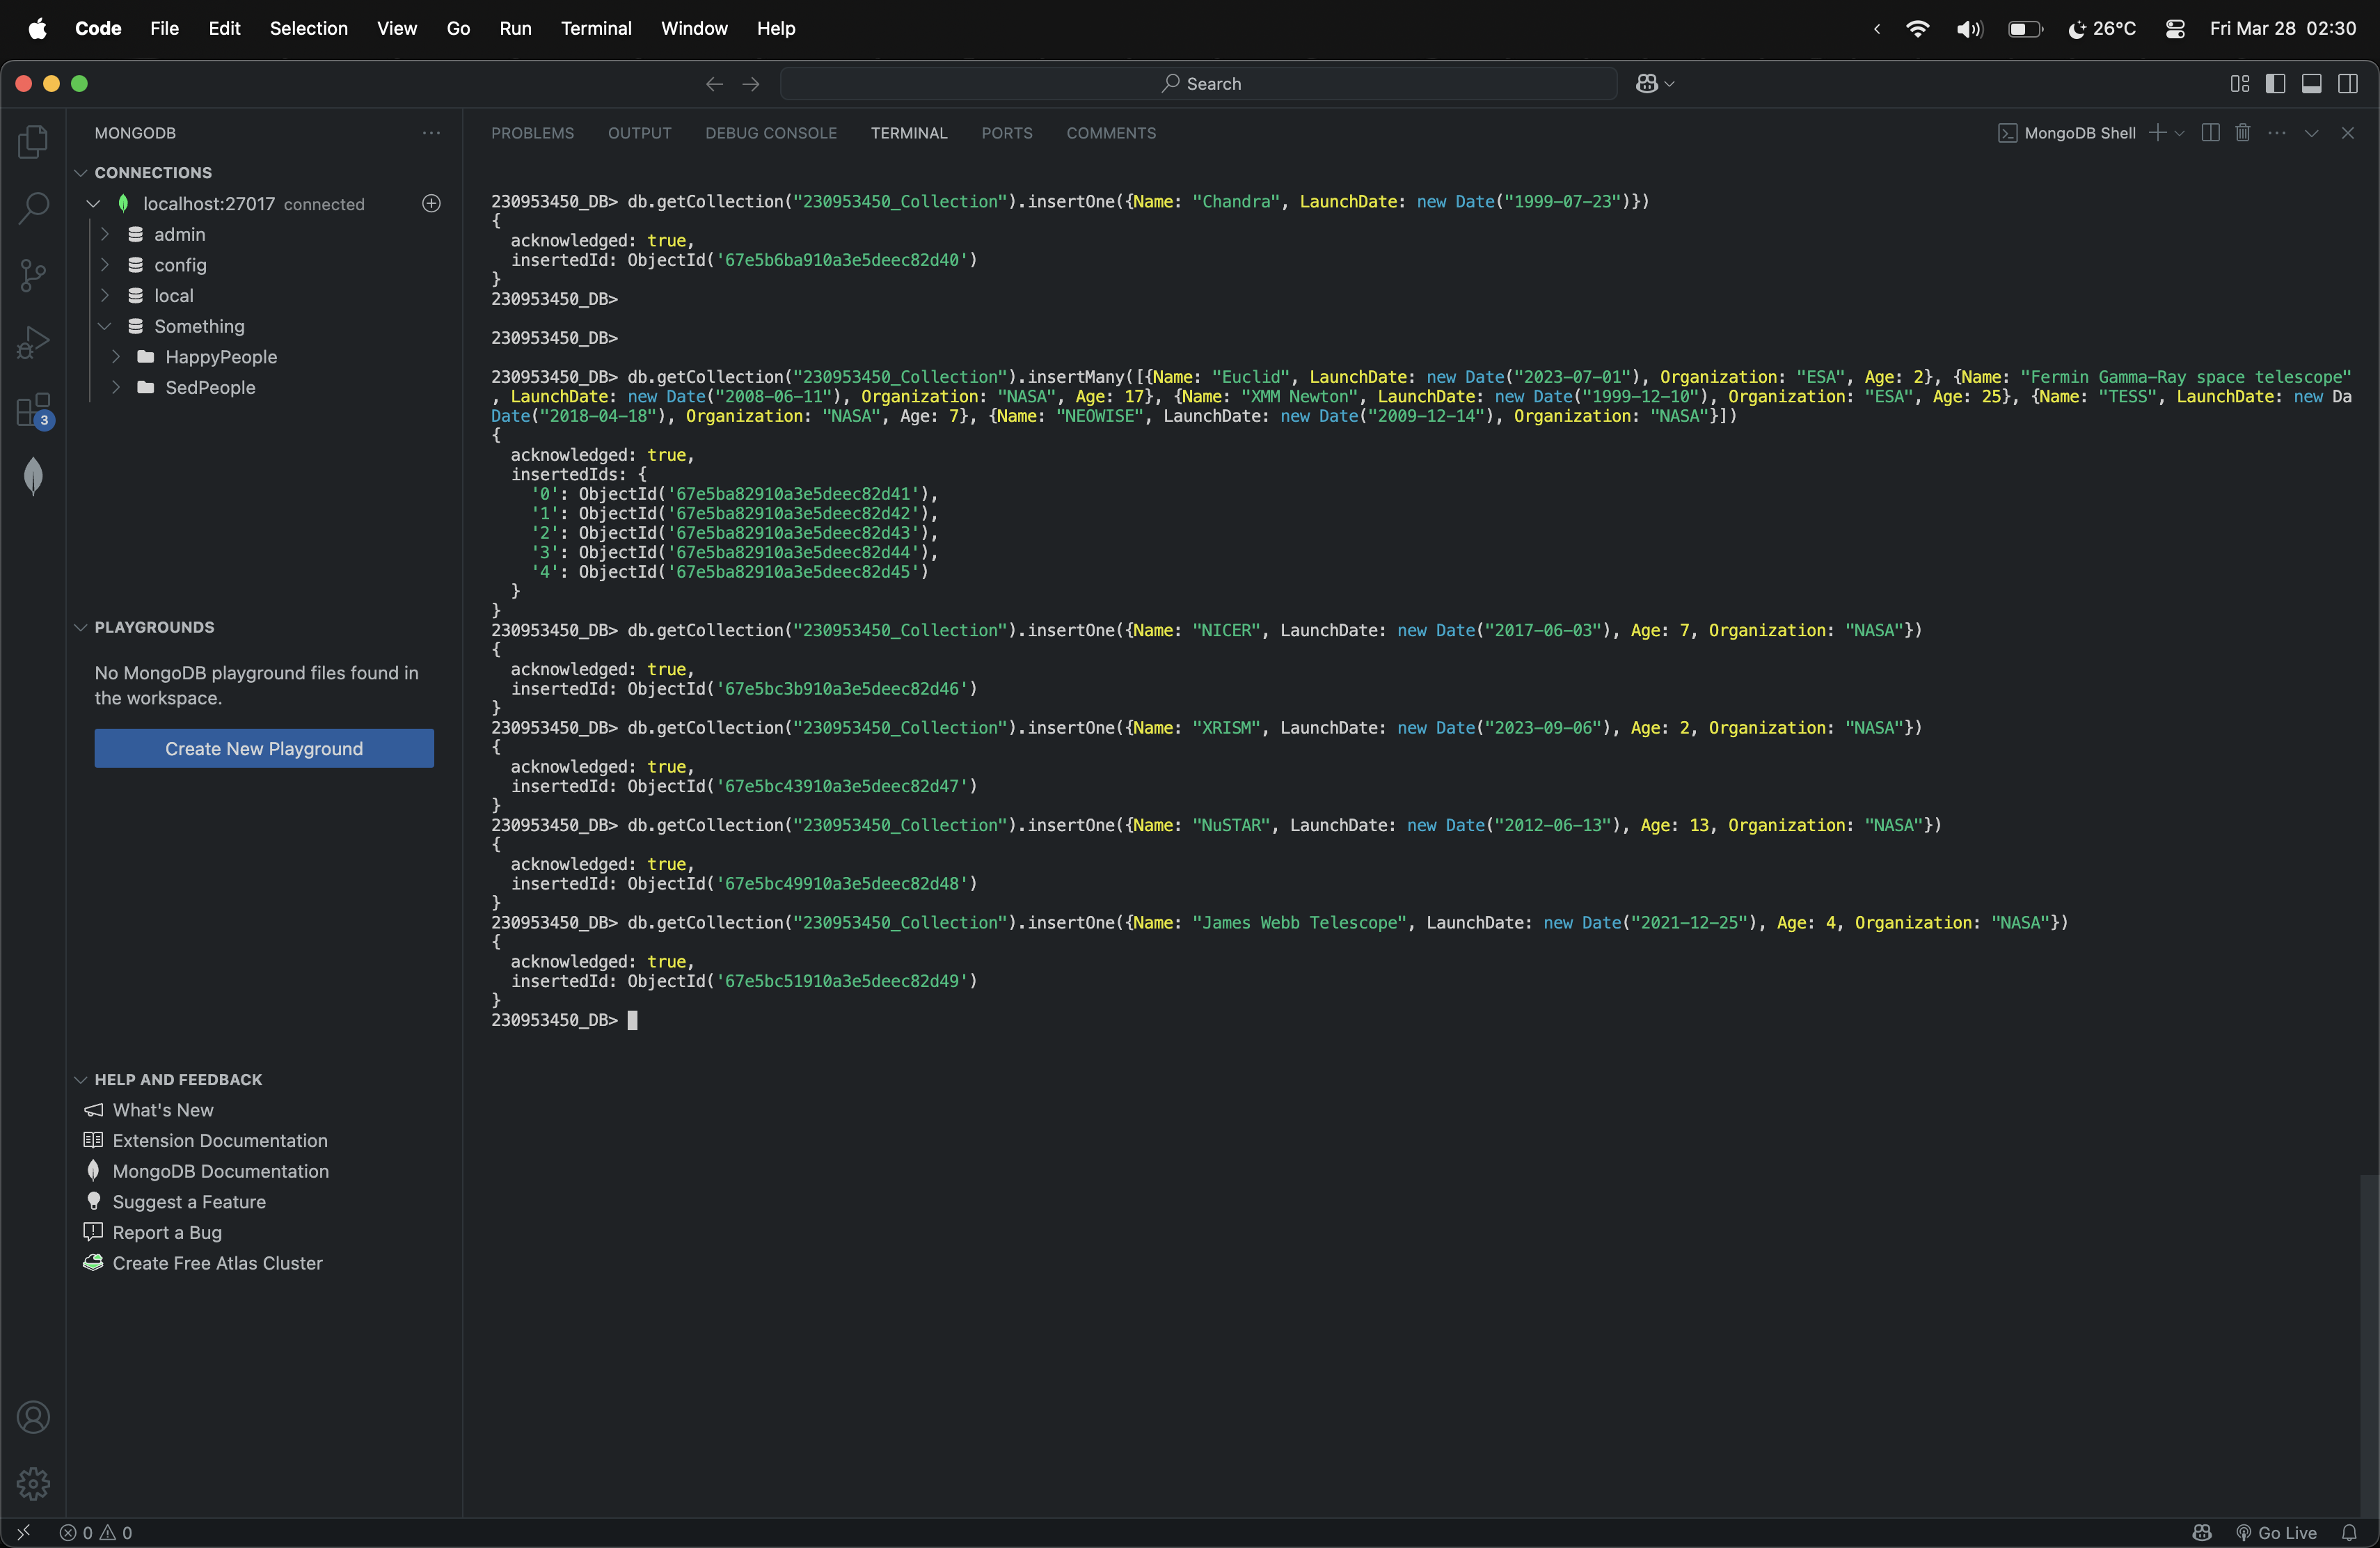 Code File Edit Selection View Go Run Terminal Window Help 26°C Fri Mar 28 02:30
Search
MONGODB
CONNECTIONS
localhost:27017 connected
admin
config
local
Something
HappyPeople
SedPeople
PLAYGROUNDS
No MongoDB playground files found in
the workspace.
Create New Playground
HELP AND FEEDBACK
What's New
Extension Documentation
MongoDB Documentation
Suggest a Feature
Report a Bug
Create Free Atlas Cluster
3
PROBLEMS OUTPUT DEBUG CONSOLE TERMINAL PORTS COMMENTS MongoDB Shell
230953450_DB> db.getCollection("230953450_Collection").insertOne({Name: "Chandra", LaunchDate: new Date("1999-07-23")})
{
acknowledged: true,
insertedId: ObjectId('67e5b6ba910a3e5deec82d40')
}
230953450_DB>
230953450_DB>
230953450_DB> db.getCollection("230953450_Collection").insertMany([{Name: "Euclid", LaunchDate: new Date("2023-07-01"), Organization: "ESA", Age: 2}, {Name: "Fermin Gamma-Ray space telescope"
, LaunchDate: new Date("2008-06-11"), Organization: "NASA", Age: 17}, {Name: "XMM Newton", LaunchDate: new Date("1999-12-10"), Organization: "ESA", Age: 25}, {Name: "TESS", LaunchDate: new Da
Date("2018-04-18"), Organization: "NASA", Age: 7}, {Name: "NEOWISE", LaunchDate: new Date("2009-12-14"), Organization: "NASA"}])
{
acknowledged: true,
insertedIds: {
'0': ObjectId('67e5ba82910a3e5deec82d41'),
'1': ObjectId('67e5ba82910a3e5deec82d42'),
'2': ObjectId('67e5ba82910a3e5deec82d43'),
'3': ObjectId('67e5ba82910a3e5deec82d44'),
'4': ObjectId('67e5ba82910a3e5deec82d45')
}
}
230953450_DB> db.getCollection("230953450_Collection").insertOne({Name: "NICER", LaunchDate: new Date("2017-06-03"), Age: 7, Organization: "NASA"})
{
acknowledged: true,
insertedId: ObjectId('67e5bc3b910a3e5deec82d46')
}
230953450_DB> db.getCollection("230953450_Collection").insertOne({Name: "XRISM", LaunchDate: new Date("2023-09-06"), Age: 2, Organization: "NASA"})
{
acknowledged: true,
insertedId: ObjectId('67e5bc43910a3e5deec82d47')
}
230953450_DB> db.getCollection("230953450_Collection").insertOne({Name: "NuSTAR", LaunchDate: new Date("2012-06-13"), Age: 13, Organization: "NASA"})
{
acknowledged: true,
insertedId: ObjectId('67e5bc49910a3e5deec82d48')
}
230953450_DB> db.getCollection("230953450_Collection").insertOne({Name: "James Webb Telescope", LaunchDate: new Date("2021-12-25"), Age: 4, Organization: "NASA"})
{
acknowledged: true,
insertedId: ObjectId('67e5bc51910a3e5deec82d49')
}
230953450_DB>
0 0 Go Live